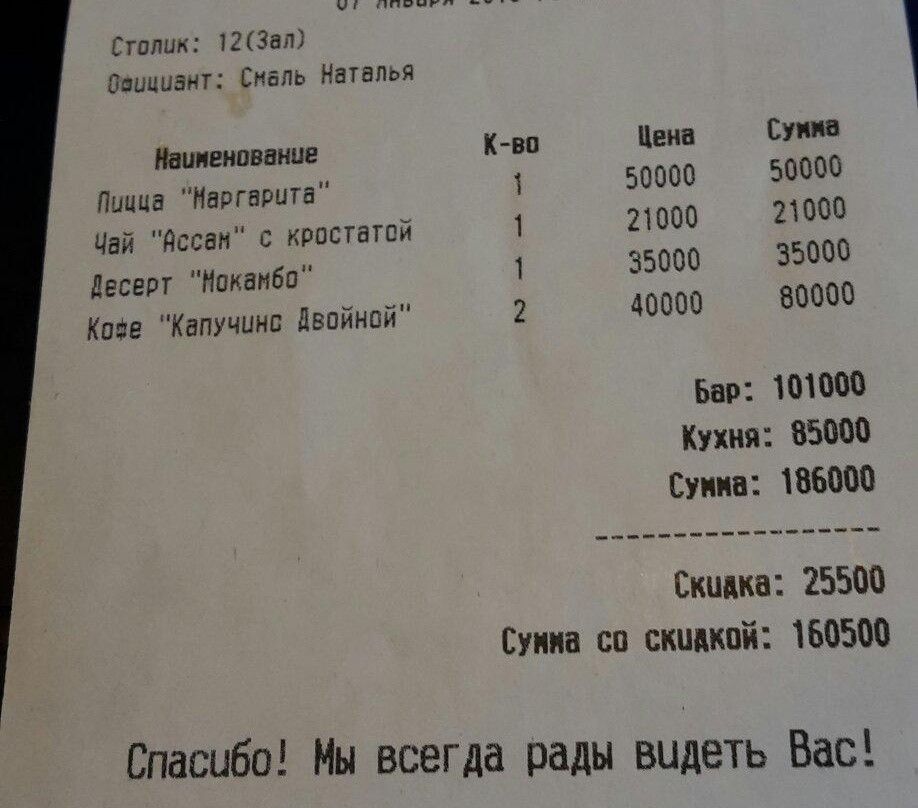 07 Января
Столик: 12(Зал)
Официант: Смаль Наталья
Наименование К-во Цена Сумма
Пицца "Маргарита" 1 50000 50000
Чай "Ассам" с кростатой 1 21000 21000
Десерт "Мокамбо" 1 35000 35000
Кофе "Капучино Двойной" 2 40000 80000
Бар: 101000
Кухня: 85000
Сумма: 186000
Скидка: 25500
Сумма со скидкой: 160500
Спасибо! Мы всегда рады видеть Вас!